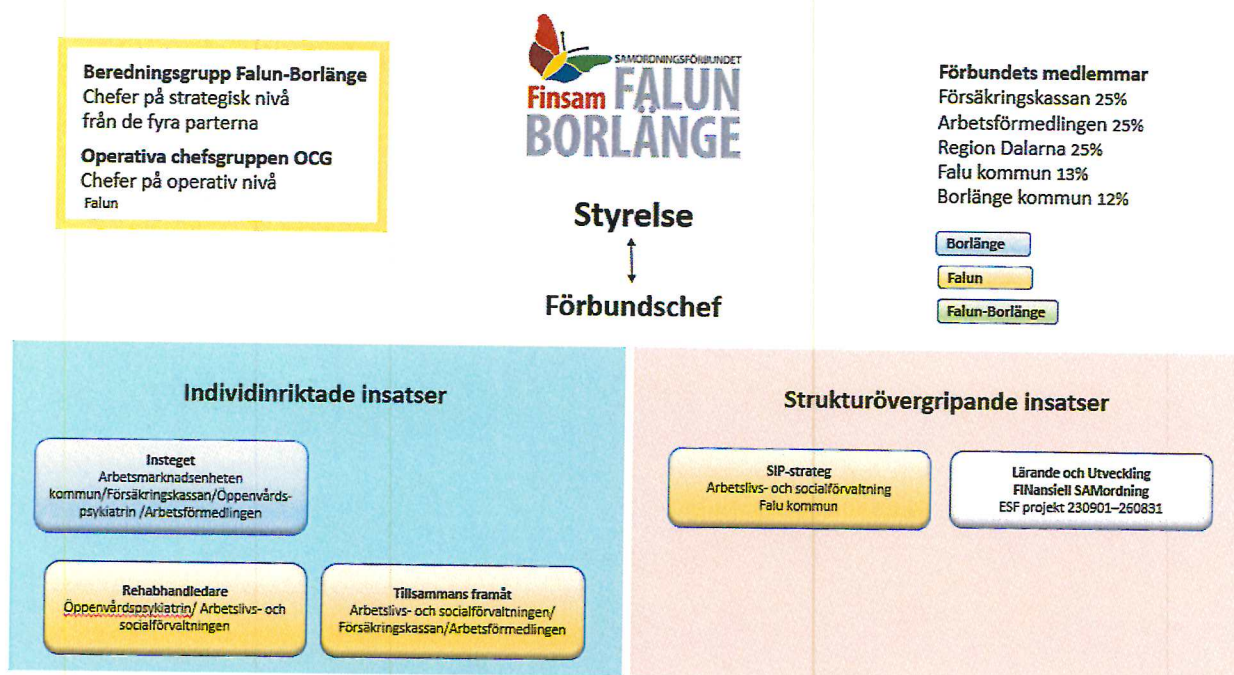 Beredningsgrupp Falun-Borlänge
Chefer på strategisk nivå
från de fyra parterna
Operativa chefsgruppen OCG
Chefer på operativ nivå
Falun
SAMORDNINGSFÖRBUNDET
Finsam FALUN
BORLÄNGE
Styrelse
Förbundschef
Förbundets medlemmar
Försäkringskassan 25%
Arbetsförmedlingen 25%
Region Dalarna 25%
Falu kommun 13%
Borlänge kommun 12%
Borlänge
Falun
Falun-Borlänge
Individinriktade insatser
Insteget
Arbetsmarknadsenheten
kommun/Försäkringskassan/Öppenvårds-
psykiatrin /Arbetsförmedlingen
Rehabhandledare
Öppenvårdspsykiatrin/ Arbetslivs- och
socialförvaltningen
Tillsammans framåt
Arbetslivs- och socialförvaltningen/
Försäkringskassan/Arbetsförmedlingen
Strukturövergripande insatser
SIP-strateg
Arbetslivs- och socialförvaltning
Falu kommun
Lärande och Utveckling
FINansiell SAMordning
ESF projekt 230901–260831